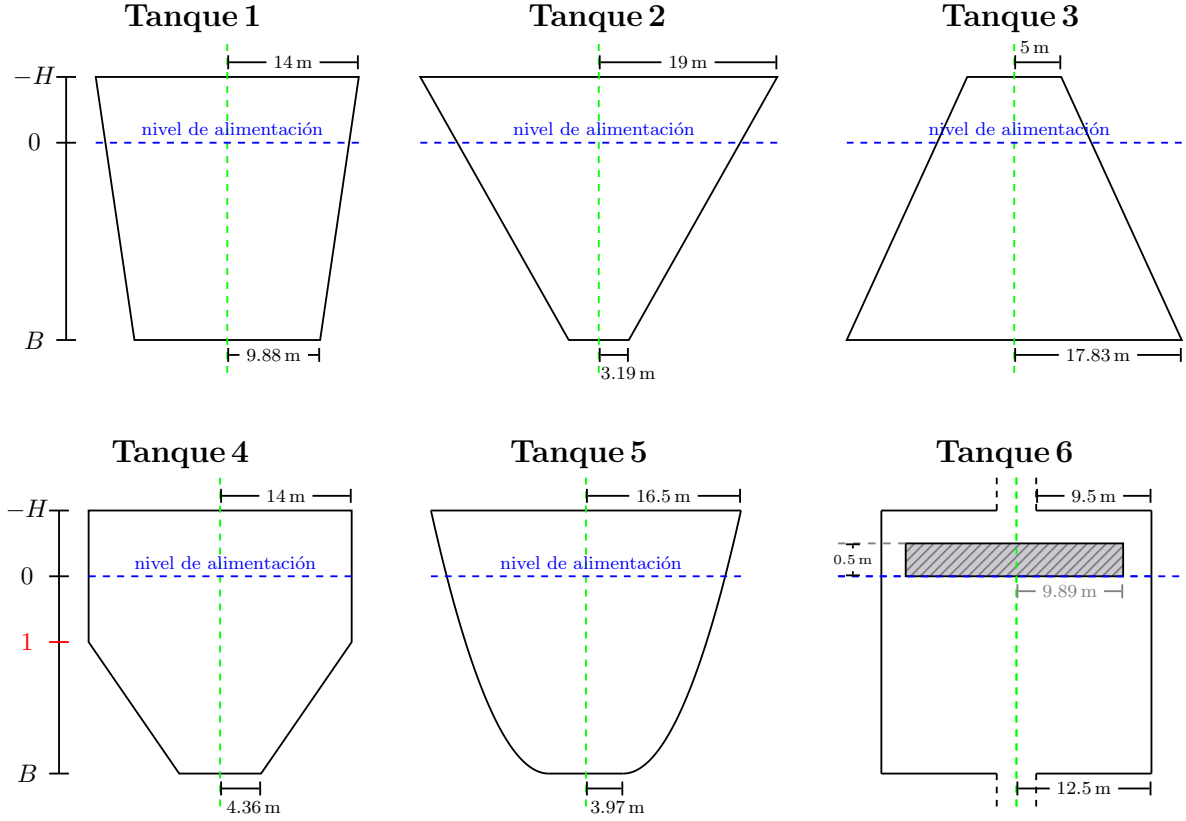 Tanque 1
Tanque 2
Tanque 3
14 m
19 m
5 m
−H
nivel de alimentación
nivel de alimentación
nivel de alimentación
0
B
9.88 m
3.19 m
17.83 m
Tanque 4
Tanque 5
Tanque 6
14 m
16.5 m
9.5 m
−H
nivel de alimentación
nivel de alimentación
0.5 m
0
9.89 m
1
B
4.36 m
3.97 m
12.5 m